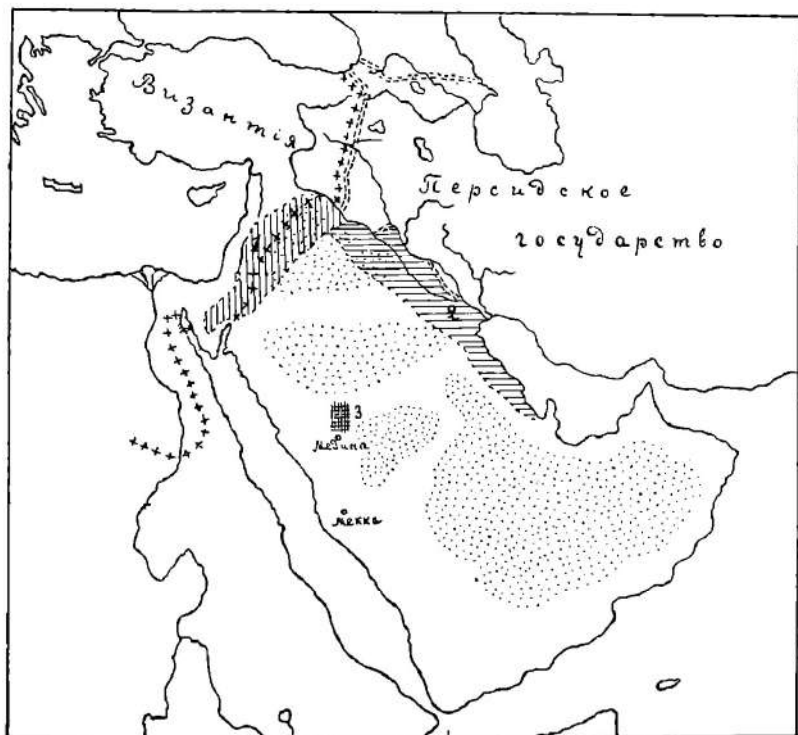 Византія
Персидское
государство
2
3
Медина
Мекка